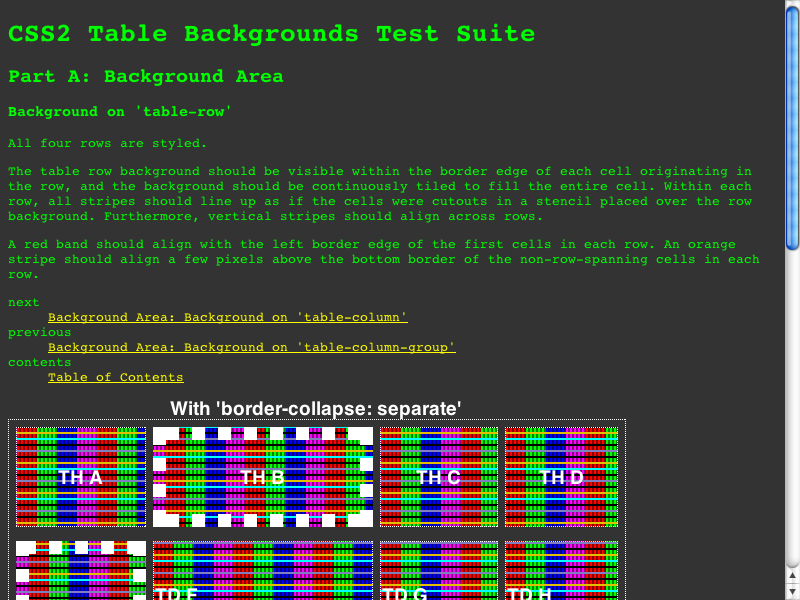 CSS2 Table Backgrounds Test Suite
Part A: Background Area
Background on 'table-row'
All four rows are styled.
The table row background should be visible within the border edge of each cell originating in
the row, and the background should be continuously tiled to fill the entire cell. Within each
row, all stripes should line up as if the cells were cutouts in a stencil placed over the row
background. Furthermore, vertical stripes should align across rows.
A red band should align with the left border edge of the first cells in each row. An orange
stripe should align a few pixels above the bottom border of the non-row-spanning cells in each
row.
next
Background Area: Background on 'table-column'
previous
Background Area: Background on 'table-column-group'
contents
Table of Contents
With 'border-collapse: separate'
TH A TH B TH C TH D
TD F TD G TD H